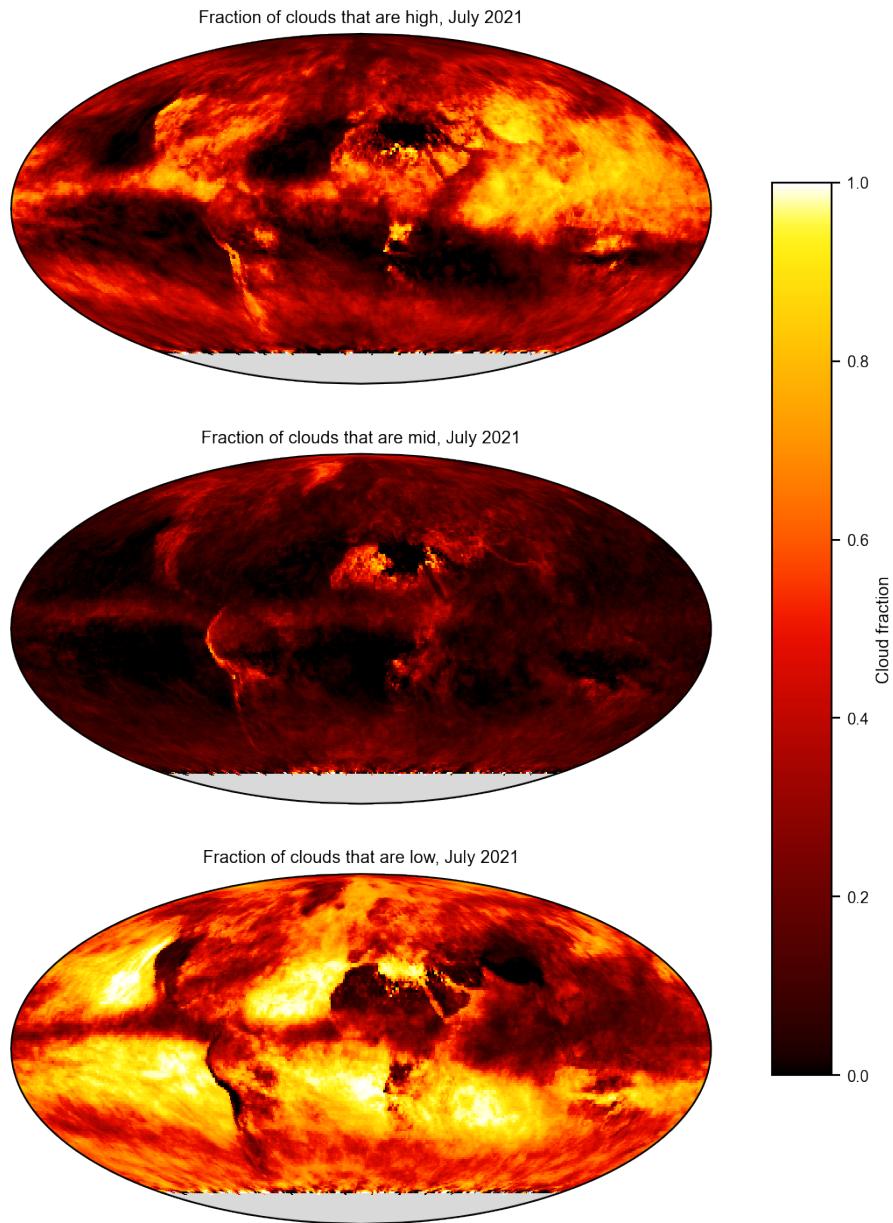 Fraction of clouds that are high, July 2021
1.0
0.8
Fraction of clouds that are mid, July 2021
0.6
Cloud fraction
0.4
Fraction of clouds that are low, July 2021
0.2
0.0